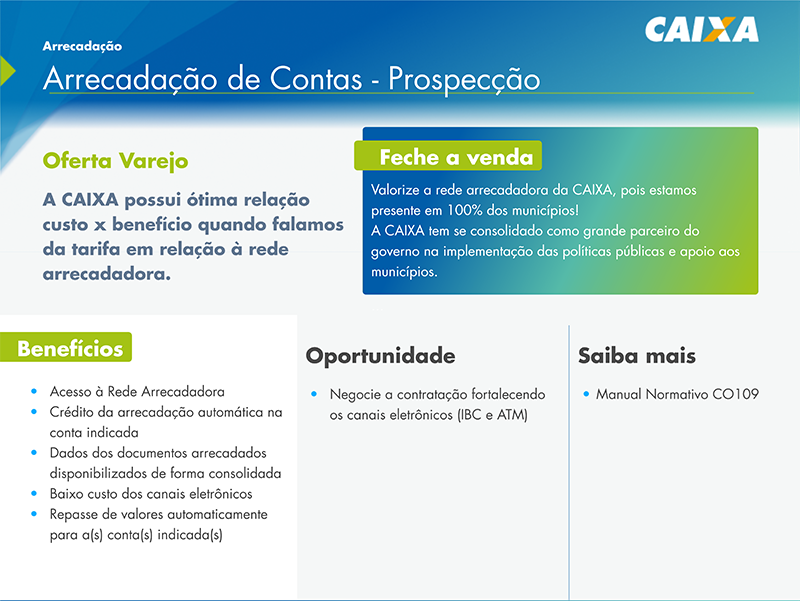 CAIXA
Arrecadação
Arrecadação de Contas - Prospecção
Oferta Varejo
A CAIXA possui ótima relação
custo x benefício quando falamos
da tarifa em relação à rede
arrecadadora.
Feche a venda
Valorize a rede arrecadadora da CAIXA, pois estamos
presente em 100% dos municípios!
A CAIXA tem se consolidado como grande parceiro do
governo na implementação das políticas públicas e apoio aos
municípios.
Benefícios
• Acesso à Rede Arrecadadora
• Crédito da arrecadação automática na
conta indicada
• Dados dos documentos arrecadados
disponibilizados de forma consolidada
• Baixo custo dos canais eletrônicos
• Repasse de valores automaticamente
para a(s) conta(s) indicada(s)
Oportunidade
• Negocie a contratação fortalecendo
os canais eletrônicos (IBC e ATM)
Saiba mais
• Manual Normativo CO109